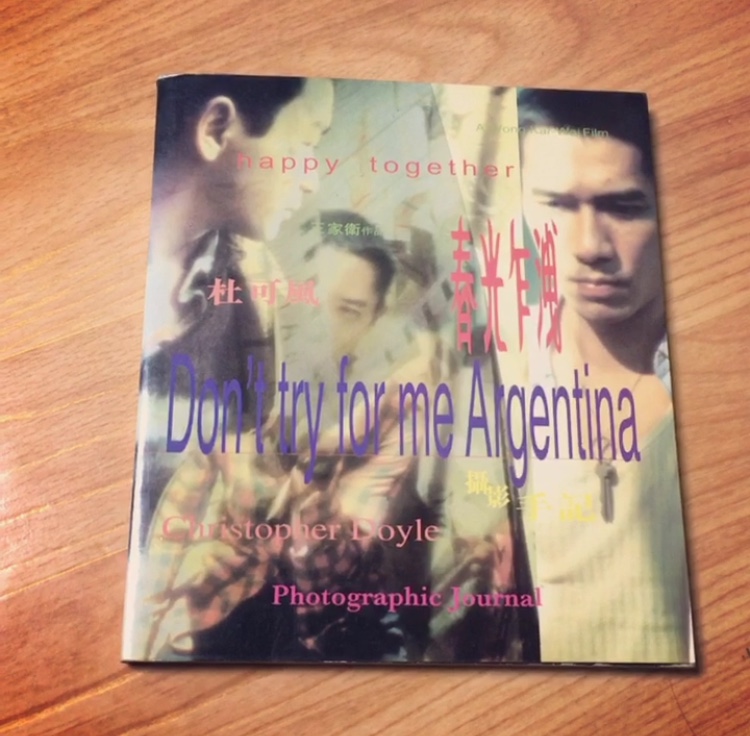 A Wong Kar-Wai Film
happy together
王家衛作品
春光乍洩
杜可風
Don't try for me Argentina
攝影手記
Christopher Doyle
Photographic Journal